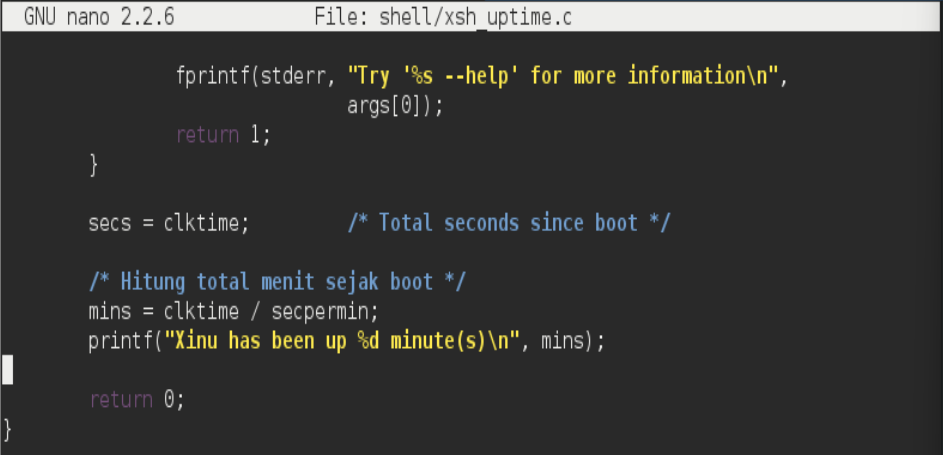 GNU nano 2.2.6 File: shell/xsh_uptime.c
fprintf(stderr, "Try '%s --help' for more information\n",
args[0]);
return 1;
}
secs = clktime; /* Total seconds since boot */
/* Hitung total menit sejak boot */
mins = clktime / secpermin;
printf("Xinu has been up %d minute(s)\n", mins);
return 0;
}